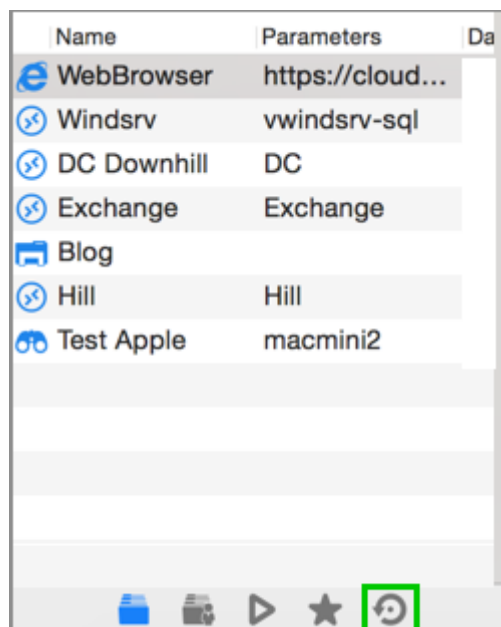 Name Parameters Da
WebBrowser https://cloud...
Windsrv vwindsrv-sql
DC Downhill DC
Exchange Exchange
Blog
Hill Hill
Test Apple macmini2